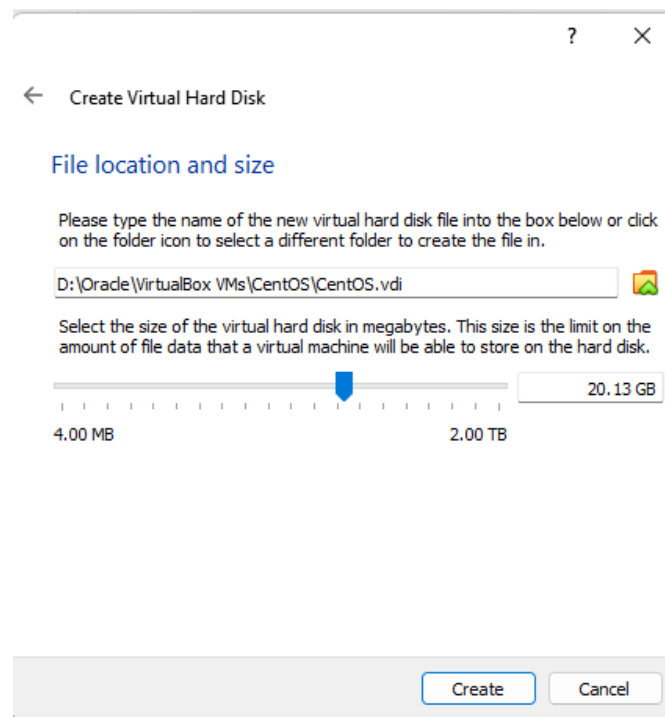 ?
Create Virtual Hard Disk
File location and size
Please type the name of the new virtual hard disk file into the box below or click
on the folder icon to select a different folder to create the file in.
D:\Oracle\VirtualBox VMs\CentOS\CentOS.vdi
Select the size of the virtual hard disk in megabytes. This size is the limit on the
amount of file data that a virtual machine will be able to store on the hard disk.
20.13 GB
4.00 MB 2.00 TB
Create Cancel